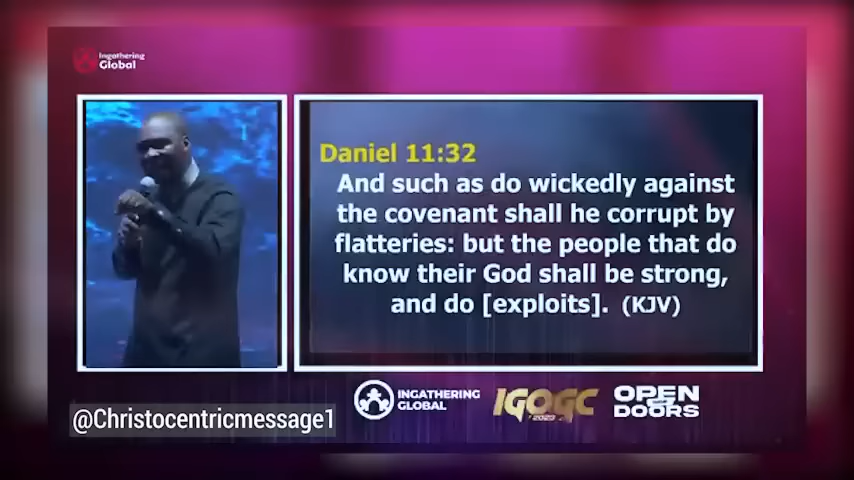 Ingathering
Global
Daniel 11:32
And such as do wickedly against
the covenant shall he corrupt by
flatteries: but the people that do
know their God shall be strong,
and do [exploits]. (KJV)
INGATHERING
GLOBAL
IGOGC
2023
OPEN
DOORS
@Christocentricmessage1